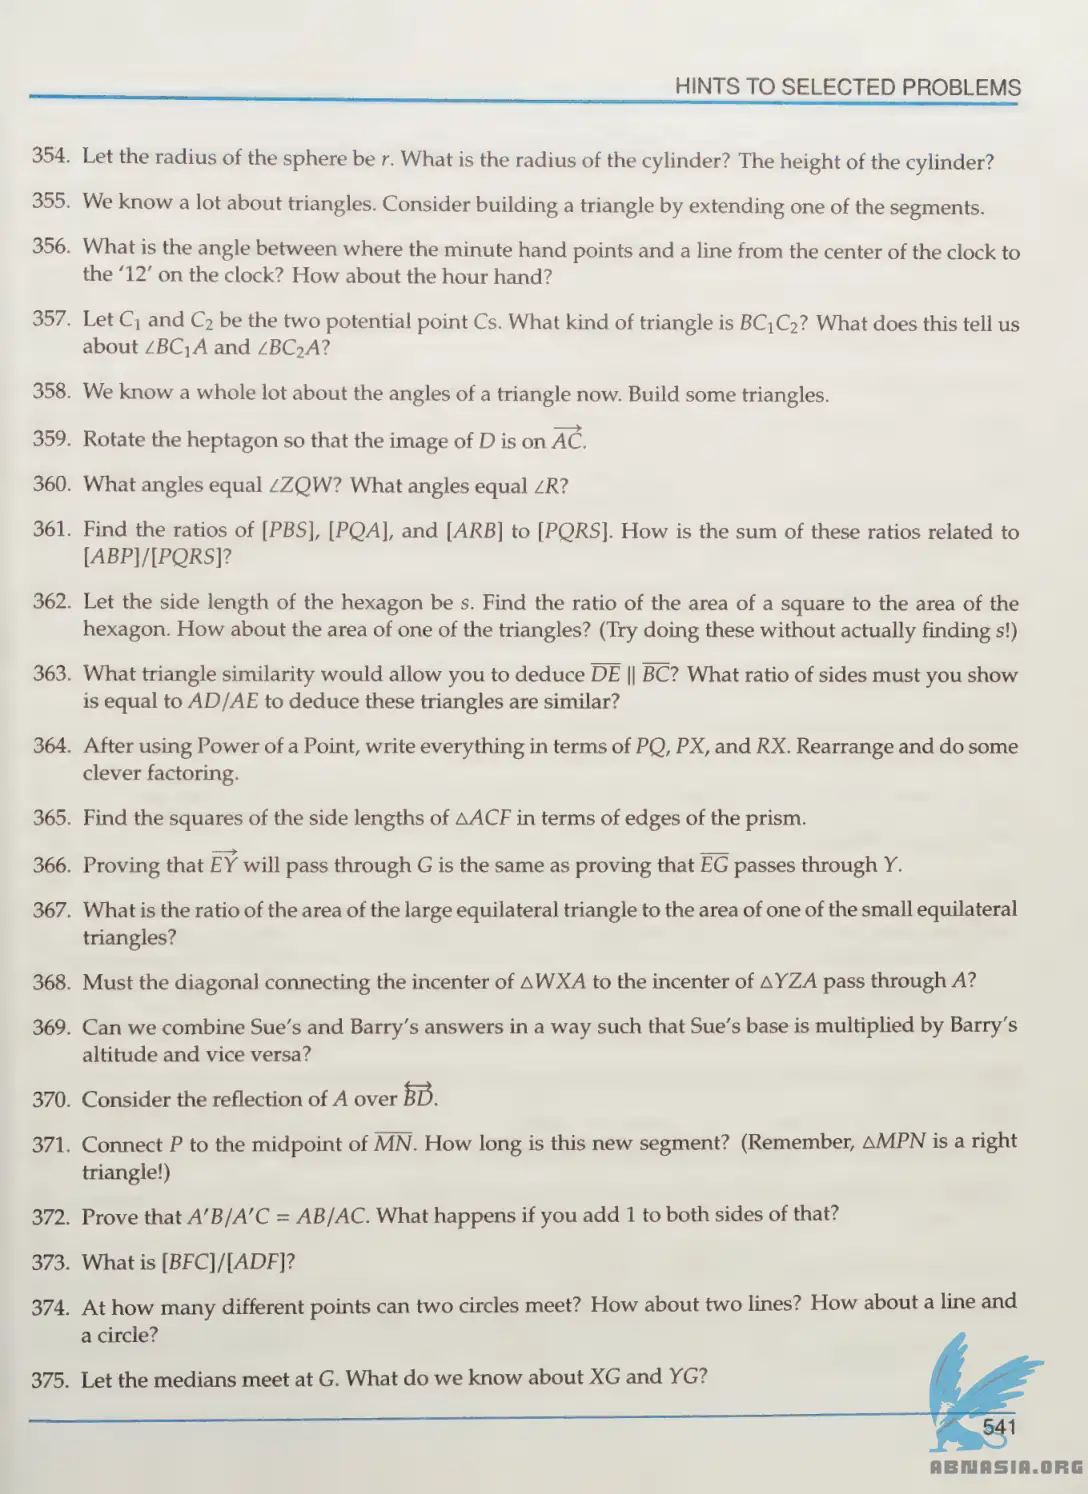 HINTS TO SELECTED PROBLEMS
354. Let the radius of the sphere be r. What is the radius of the cylinder? The height of the cylinder?
355. We know a lot about triangles. Consider building a triangle by extending one of the segments.
356. What is the angle between where the minute hand points and a line from the center of the clock to
the '12' on the clock? How about the hour hand?
357. Let C₁ and C₂ be the two potential point Cs. What kind of triangle is BC₁C₂? What does this tell us
about ∠BC₁A and ∠BC₂A?
358. We know a whole lot about the angles of a triangle now. Build some triangles.
359. Rotate the heptagon so that the image of D is on AC.
360. What angles equal ∠ZQW? What angles equal ∠R?
361. Find the ratios of [PBS], [PQA], and [ARB] to [PQRS]. How is the sum of these ratios related to
[ABP]/[PQRS]?
362. Let the side length of the hexagon be s. Find the ratio of the area of a square to the area of the
hexagon. How about the area of one of the triangles? (Try doing these without actually finding s!)
363. What triangle similarity would allow you to deduce DE || BC? What ratio of sides must you show
is equal to AD/AE to deduce these triangles are similar?
364. After using Power of a Point, write everything in terms of PQ, PX, and RX. Rearrange and do some
clever factoring.
365. Find the squares of the side lengths of △ACF in terms of edges of the prism.
366. Proving that EY will pass through G is the same as proving that EG passes through Y.
367. What is the ratio of the area of the large equilateral triangle to the area of one of the small equilateral
triangles?
368. Must the diagonal connecting the incenter of △WXA to the incenter of △YZA pass through A?
369. Can we combine Sue's and Barry's answers in a way such that Sue's base is multiplied by Barry's
altitude and vice versa?
370. Consider the reflection of A over BD.
371. Connect P to the midpoint of MN. How long is this new segment? (Remember, △MPN is a right
triangle!)
372. Prove that A'B/A'C = AB/AC. What happens if you add 1 to both sides of that?
373. What is [BFC]/[ADF]?
374. At how many different points can two circles meet? How about two lines? How about a line and
a circle?
375. Let the medians meet at G. What do we know about XG and YG?
541
ABNASIA.ORG